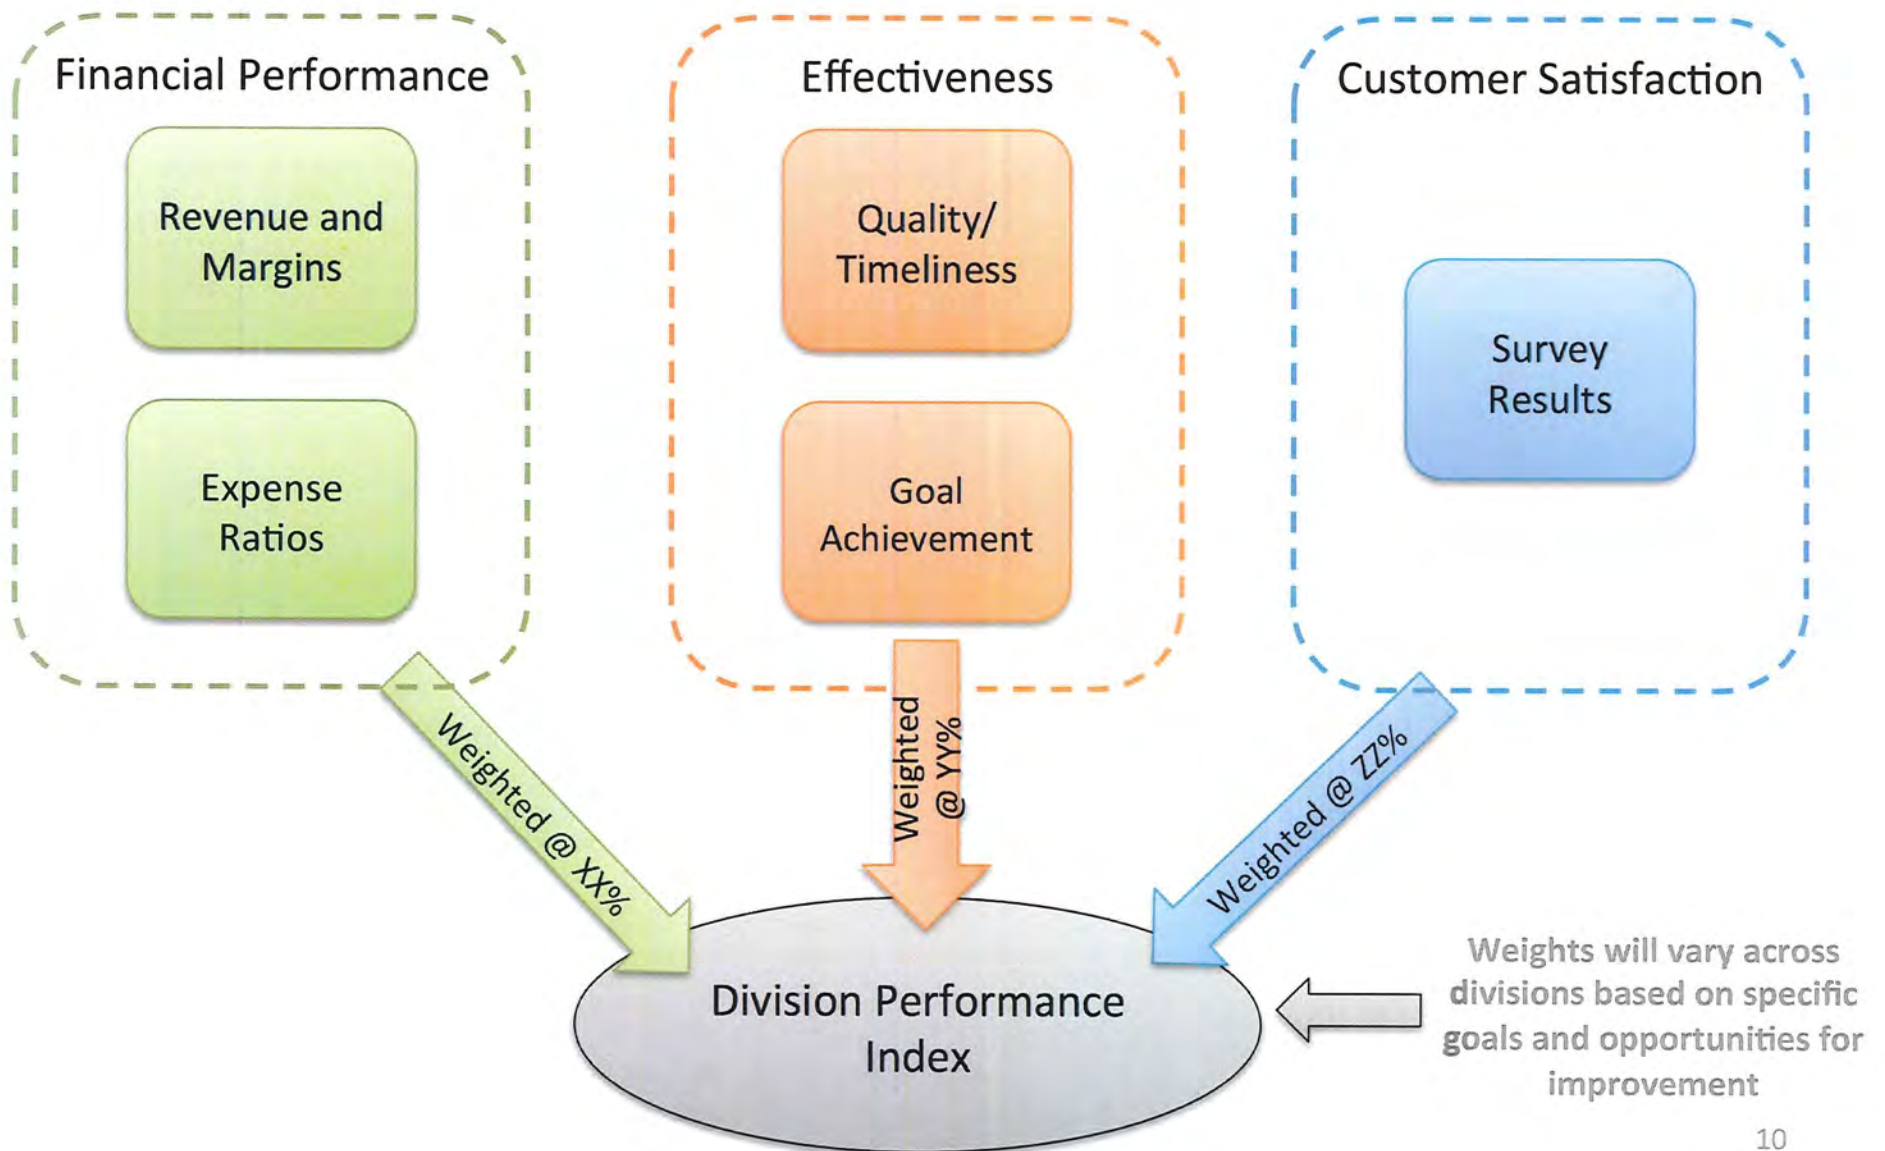 Financial Performance
Revenue and
Margins
Expense
Ratios
Effectiveness
Quality/
Timeliness
Goal
Achievement
Customer Satisfaction
Survey
Results
Weighted @ XX%
Weighted
@ YY%
Weighted @ ZZ%
Division Performance
Index
Weights will vary across
divisions based on specific
goals and opportunities for
improvement
10